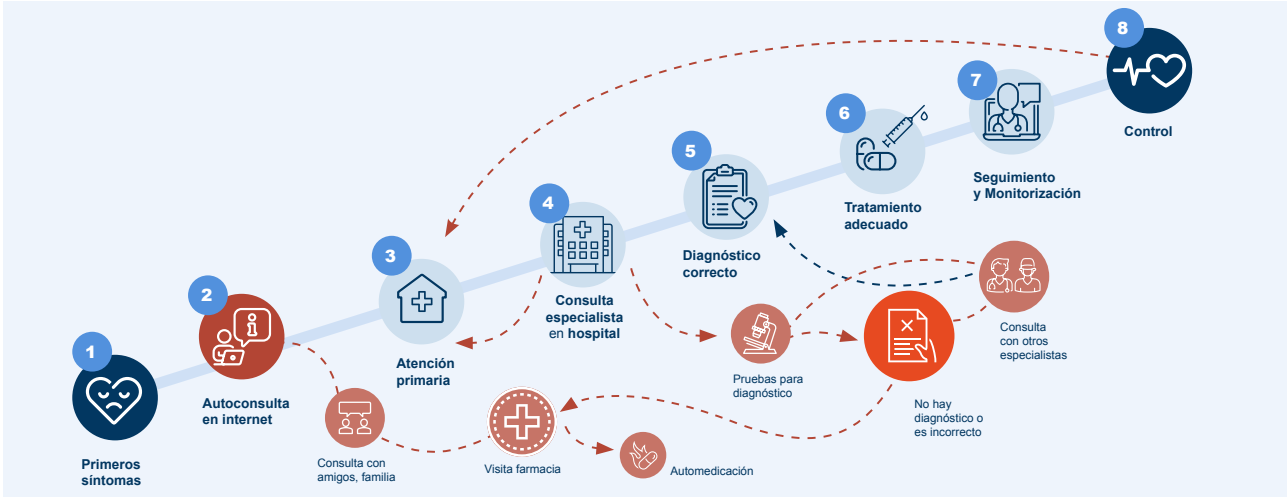 1
Primeros
síntomas
2
Autoconsulta
en internet
Consulta con
amigos, familia
3
Atención
primaria
Visita farmacia
Automedicación
4
Consulta
especialista
en hospital
5
Diagnóstico
correcto
Pruebas para
diagnóstico
No hay
diagnóstico o
es incorrecto
Consulta
con otros
especialistas
6
Tratamiento
adecuado
7
Seguimiento
y Monitorización
8
Control